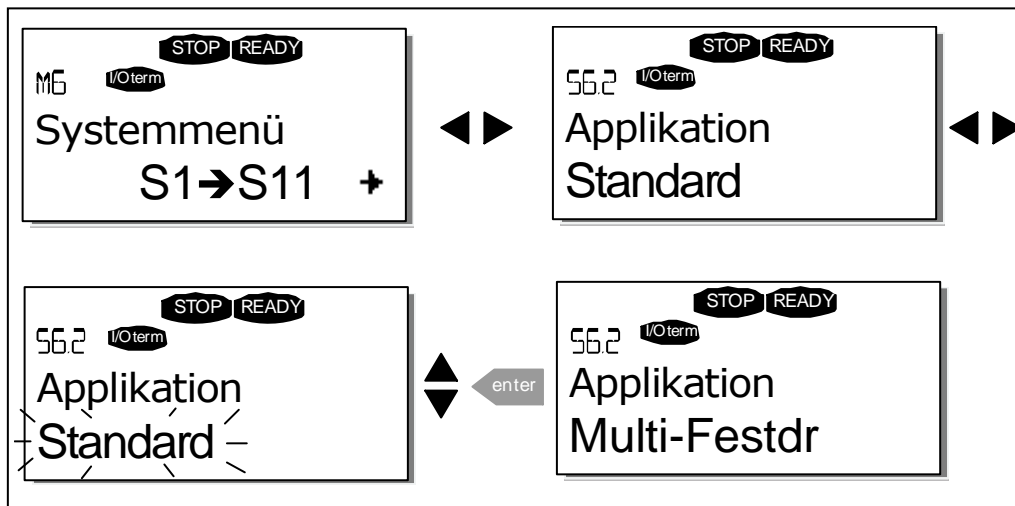 STOP READY
M6 I/Oterm
Systemmenü
S1➔S11
STOP READY
S6.2 I/Oterm
Applikation
Standard
STOP READY
S6.2 I/Oterm
Applikation
Standard
enter
STOP READY
S6.2 I/Oterm
Applikation
Multi-Festdr